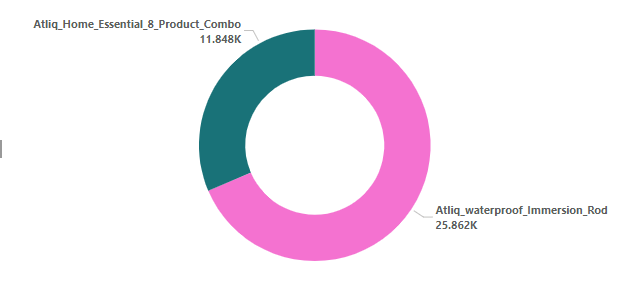 Atliq_Home_Essential_8_Product_Combo
11.848K
Atliq_waterproof_Immersion_Rod
25.862K